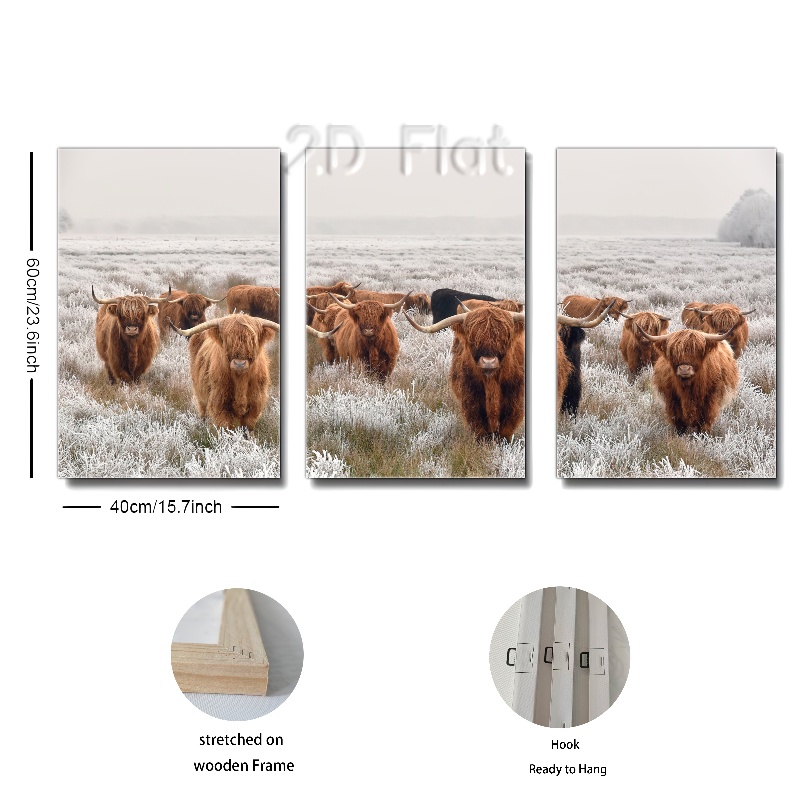 2D Flat
60cm/23.6inch
40cm/15.7inch
stretched on
wooden Frame
Hook
Ready to Hang